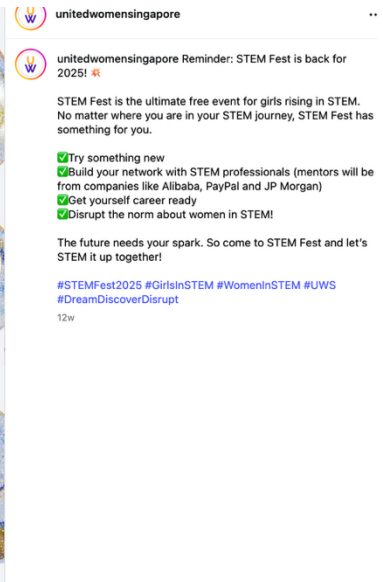 unitedwomensingapore
unitedwomensingapore Reminder: STEM Fest is back for
2025! 💥
STEM Fest is the ultimate free event for girls rising in STEM.
No matter where you are in your STEM journey, STEM Fest has
something for you.
✅Try something new
✅Build your network with STEM professionals (mentors will be
from companies like Alibaba, PayPal and JP Morgan)
✅Get yourself career ready
✅Disrupt the norm about women in STEM!
The future needs your spark. So come to STEM Fest and let's
STEM it up together!
#STEMFest2025 #GirlsInSTEM #WomenInSTEM #UWS
#DreamDiscoverDisrupt
12w